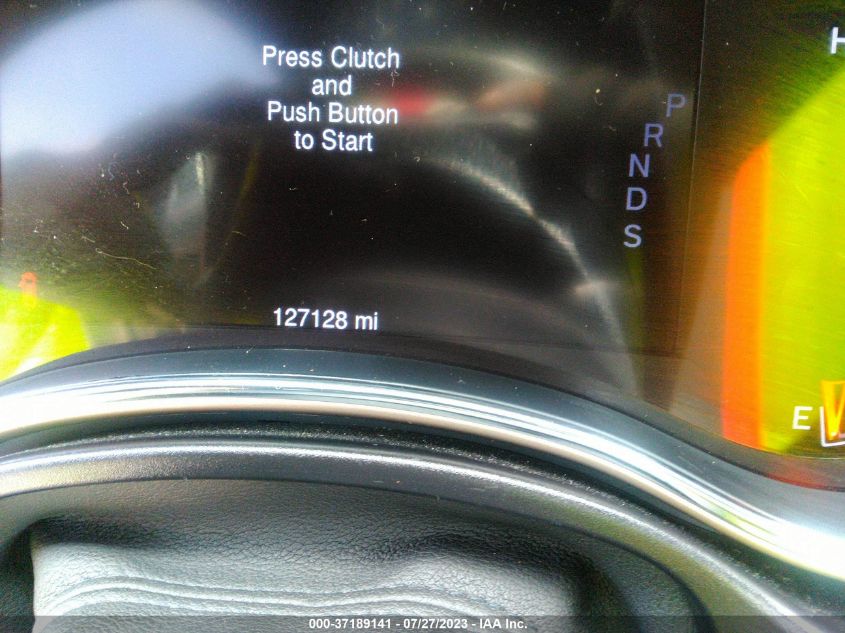 Press Clutch
and
Push Button
to Start
P
R
N
D
S
H
127128 mi
E
000-37189141 - 07/27/2023 - IAA Inc.